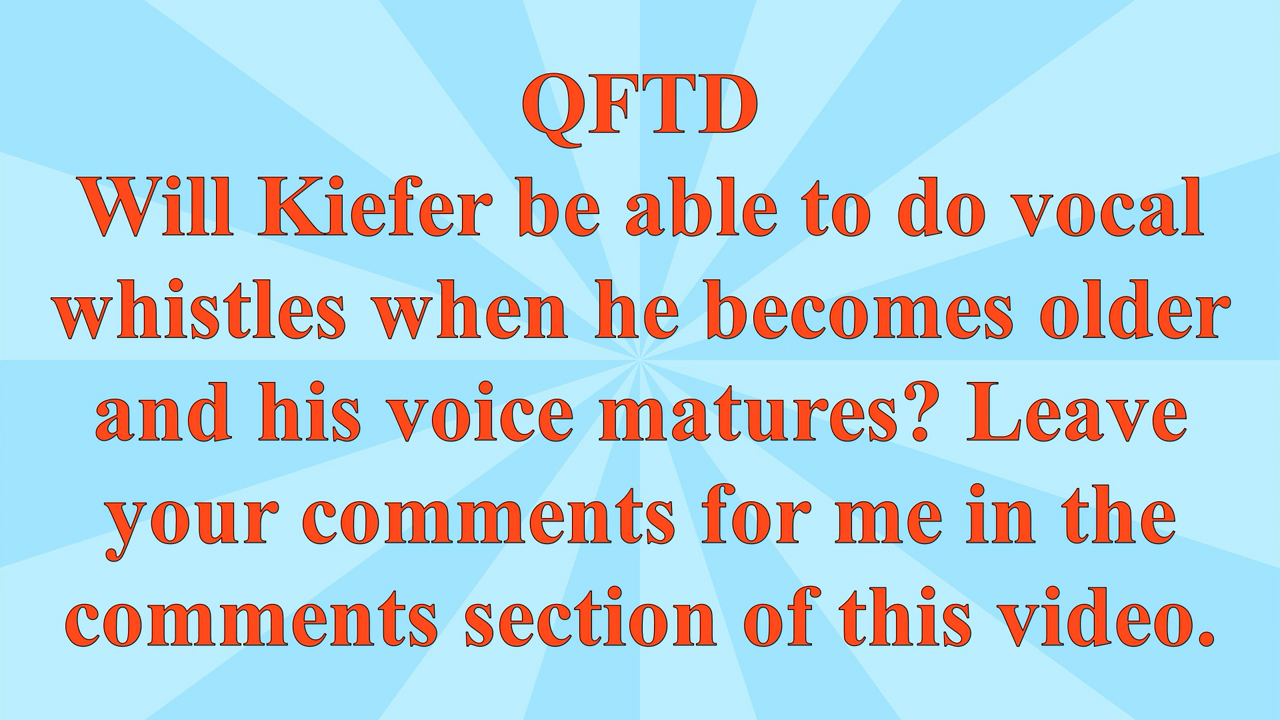 QFTD
Will Kiefer be able to do vocal
whistles when he becomes older
and his voice matures? Leave
your comments for me in the
comments section of this video.